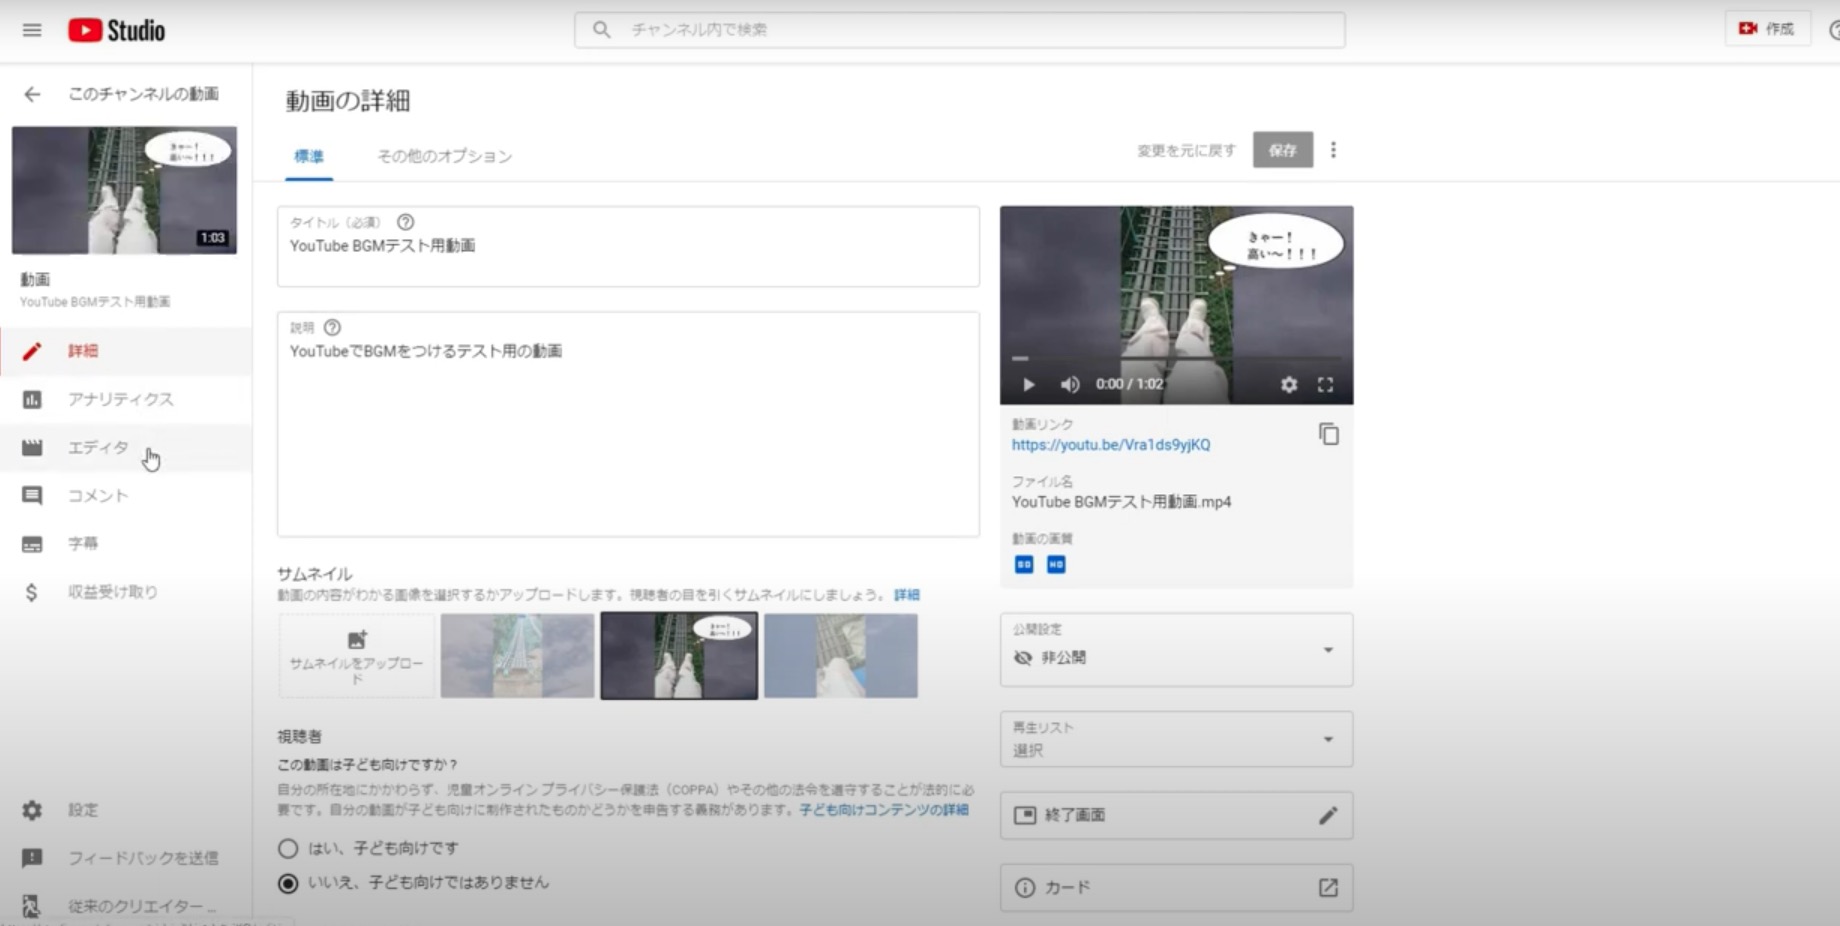 Studio
チャンネル内で検索
作成
このチャンネルの動画
きゃー!
高い〜!!!
1:03
動画
YouTube BGMテスト用動画
詳細
アナリティクス
エディタ
コメント
字幕
収益受け取り
設定
フィードバックを送信
従来のクリエイター...
動画の詳細
標準
その他のオプション
変更を元に戻す
保存
タイトル(必須)
YouTube BGMテスト用動画
説明
YouTubeでBGMをつけるテスト用の動画
サムネイル
動画の内容がわかる画像を選択するかアップロードします。視聴者の目を引くサムネイルにしましょう。 詳細
サムネイルをアップロー
ド
きゃー!
高い〜!!!
視聴者
この動画は子ども向けですか?
自分の所在地にかかわらず、児童オンライン プライバシー保護法(COPPA)やその他の法令を遵守することが法的に必
要です。自分の動画が子ども向けに制作されたものかどうかを申告する義務があります。子ども向けコンテンツの詳細
はい、子ども向けです
いいえ、子ども向けではありません
きゃー!
高い〜!!!
0:00 / 1:02
動画リンク
https://youtu.be/Vra1ds9yjKQ
ファイル名
YouTube BGMテスト用動画.mp4
動画の画質
SD HD
公開設定
非公開
再生リスト
選択
終了画面
カード